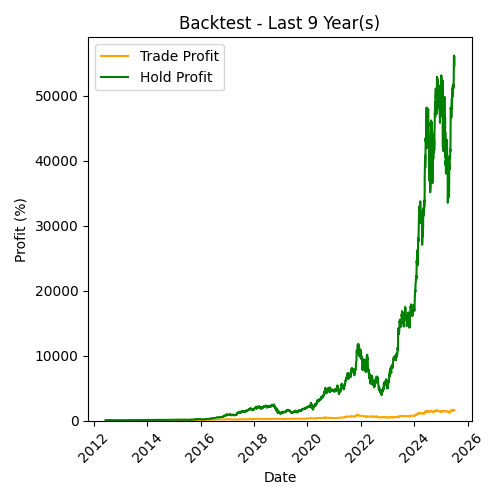 Backtest - Last 9 Year(s)
Trade Profit
Hold Profit
Profit (%)
50000
40000
30000
20000
10000
0
2012 2014 2016 2018 2020 2022 2024 2026
Date